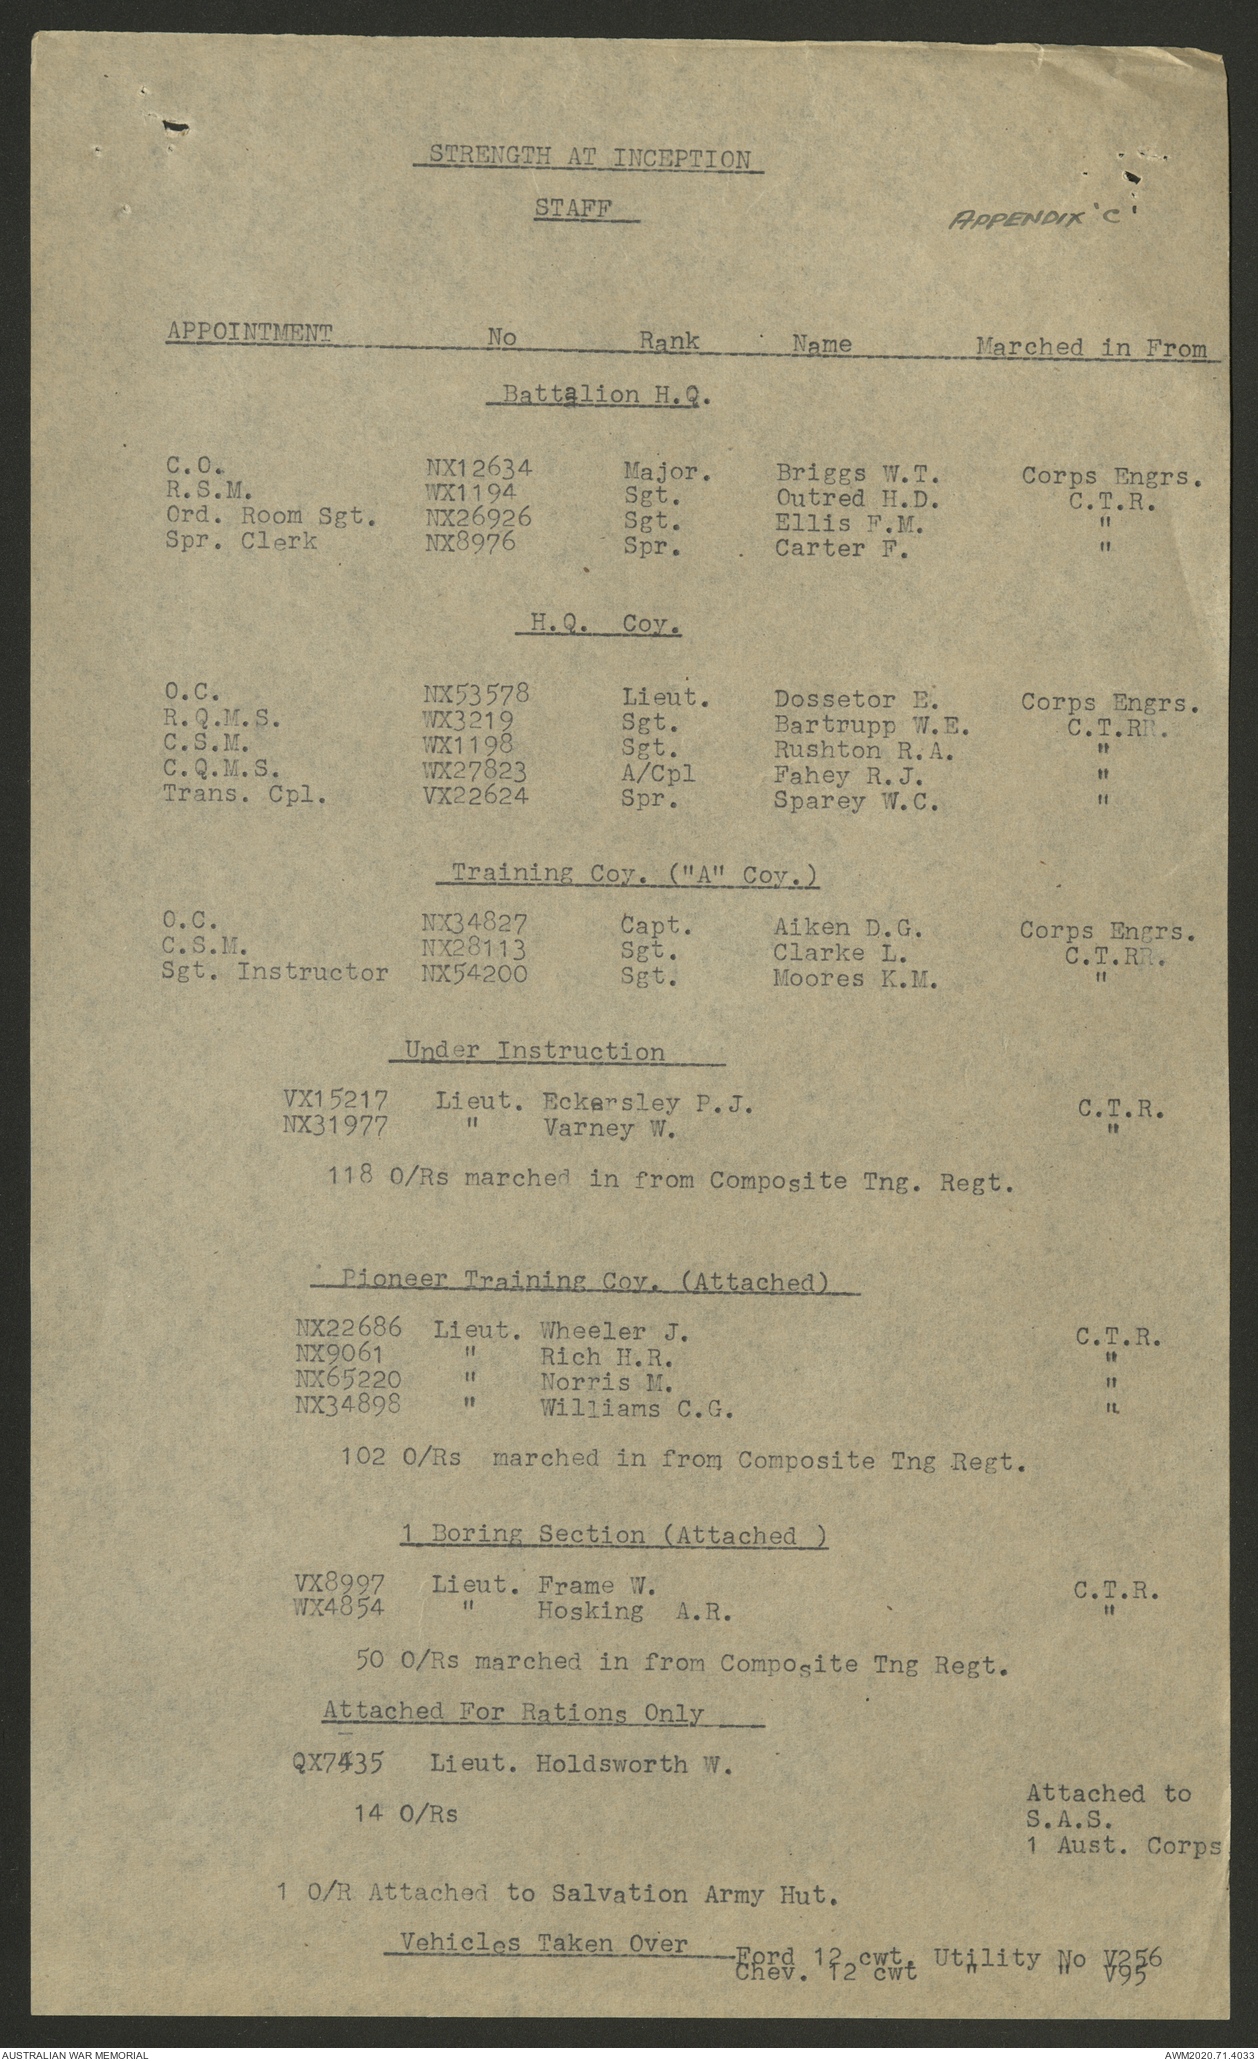 STRENGTH AT INCEPTION
STAFF
APPENDIX 'C'
APPOINTMENT No Rank Name Marched in From
Battalion H.Q.
C.O. NX12634 Major. Briggs W.T. Corps Engrs.
R.S.M. WX1194 Sgt. Outred H.D. C.T.R.
Ord. Room Sgt. NX26926 Sgt. Ellis F.M. "
Spr. Clerk NX8976 Spr. Carter F. "
H.Q. Coy.
O.C. NX53578 Lieut. Dossetor E. Corps Engrs.
R.Q.M.S. WX3219 Sgt. Bartrupp W.E. C.T.RR.
C.S.M. WX1198 Sgt. Rushton R.A. "
C.Q.M.S. WX27823 A/Cpl Fahey R.J. "
Trans. Cpl. VX22624 Spr. Sparey W.C. "
Training Coy. ("A" Coy.)
O.C. NX34827 Capt. Aiken D.G. Corps Engrs.
C.S.M. NX28113 Sgt. Clarke L. C.T.RR.
Sgt. Instructor NX54200 Sgt. Moores K.M. "
Under Instruction
VX15217 Lieut. Eckersley P.J. C.T.R.
NX31977 " Varney W. "
118 O/Rs marched in from Composite Tng. Regt.
Pioneer Training Coy. (Attached)
NX22686 Lieut. Wheeler J. C.T.R.
NX9061 " Rich H.R. "
NX65220 " Norris M. "
NX34898 " Williams C.G. "
102 O/Rs marched in from Composite Tng Regt.
1 Boring Section (Attached )
VX8997 Lieut. Frame W. C.T.R.
WX4854 " Hosking A.R. "
50 O/Rs marched in from Composite Tng Regt.
Attached For Rations Only
QX7435 Lieut. Holdsworth W.
14 O/Rs
Attached to
S.A.S.
1 Aust. Corps
1 O/R Attached to Salvation Army Hut.
Vehicles Taken Over Ford 12 cwt. Utility No V256
Chev. 12 cwt " " V95
AUSTRALIAN WAR MEMORIAL AWM2020.71.4033